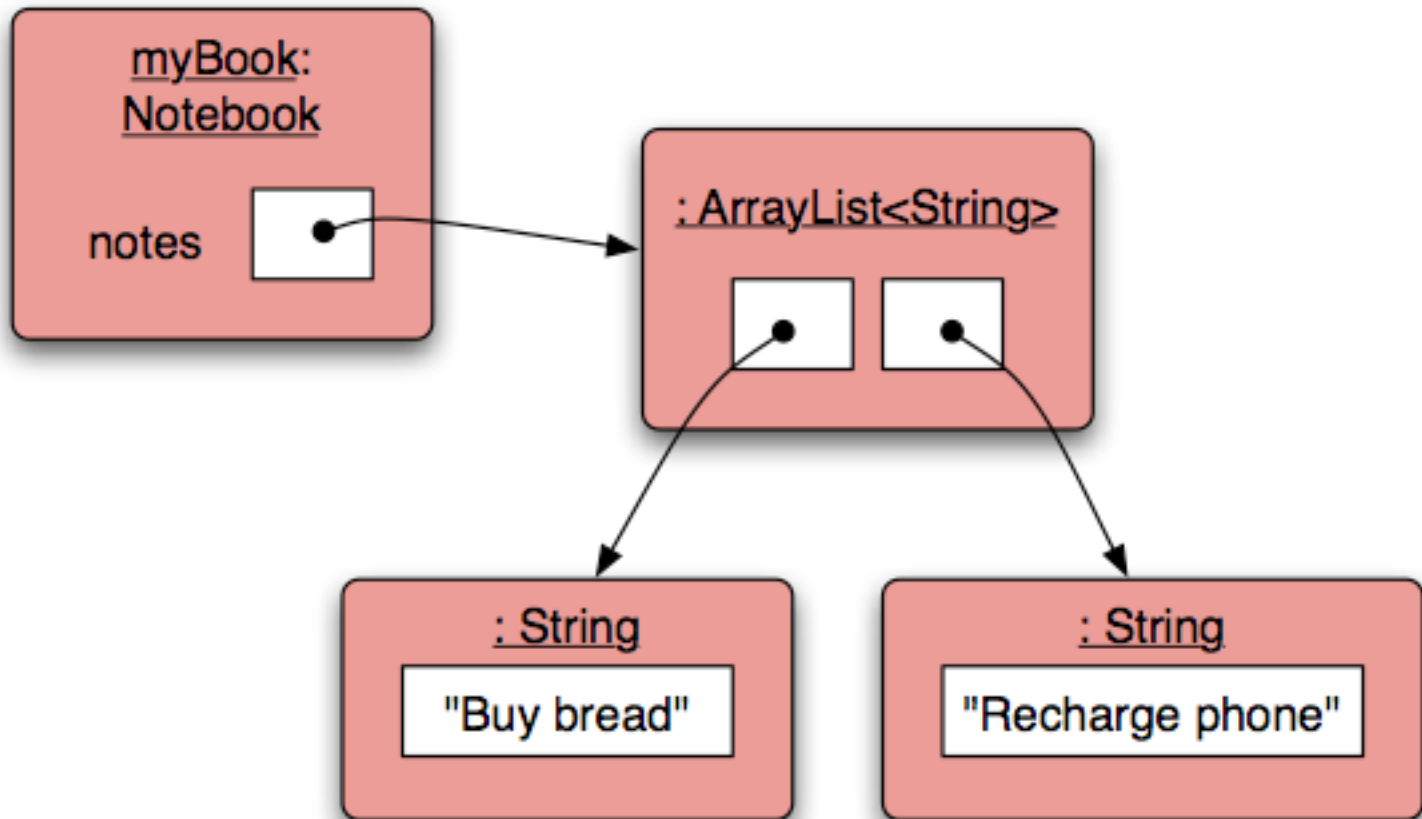 myBook:
Notebook
notes
: ArrayList<String>
: String
"Buy bread"
: String
"Recharge phone"